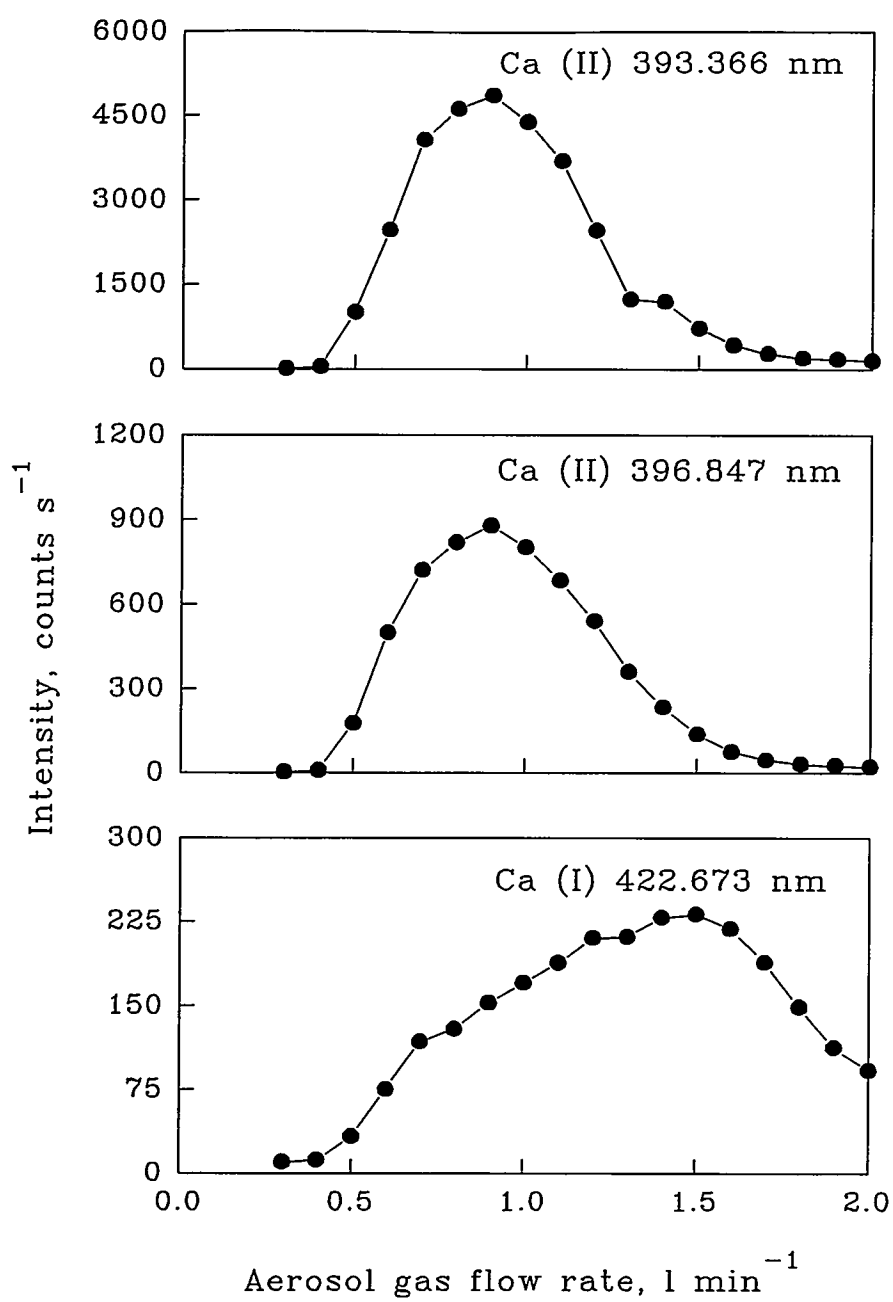 6000
4500
3000
1500
0
Ca (II) 393.366 nm
1200
900
600
300
0
Ca (II) 396.847 nm
Intensity, counts s⁻¹
300
225
150
75
0
Ca (I) 422.673 nm
0.0 0.5 1.0 1.5 2.0
Aerosol gas flow rate, l min⁻¹